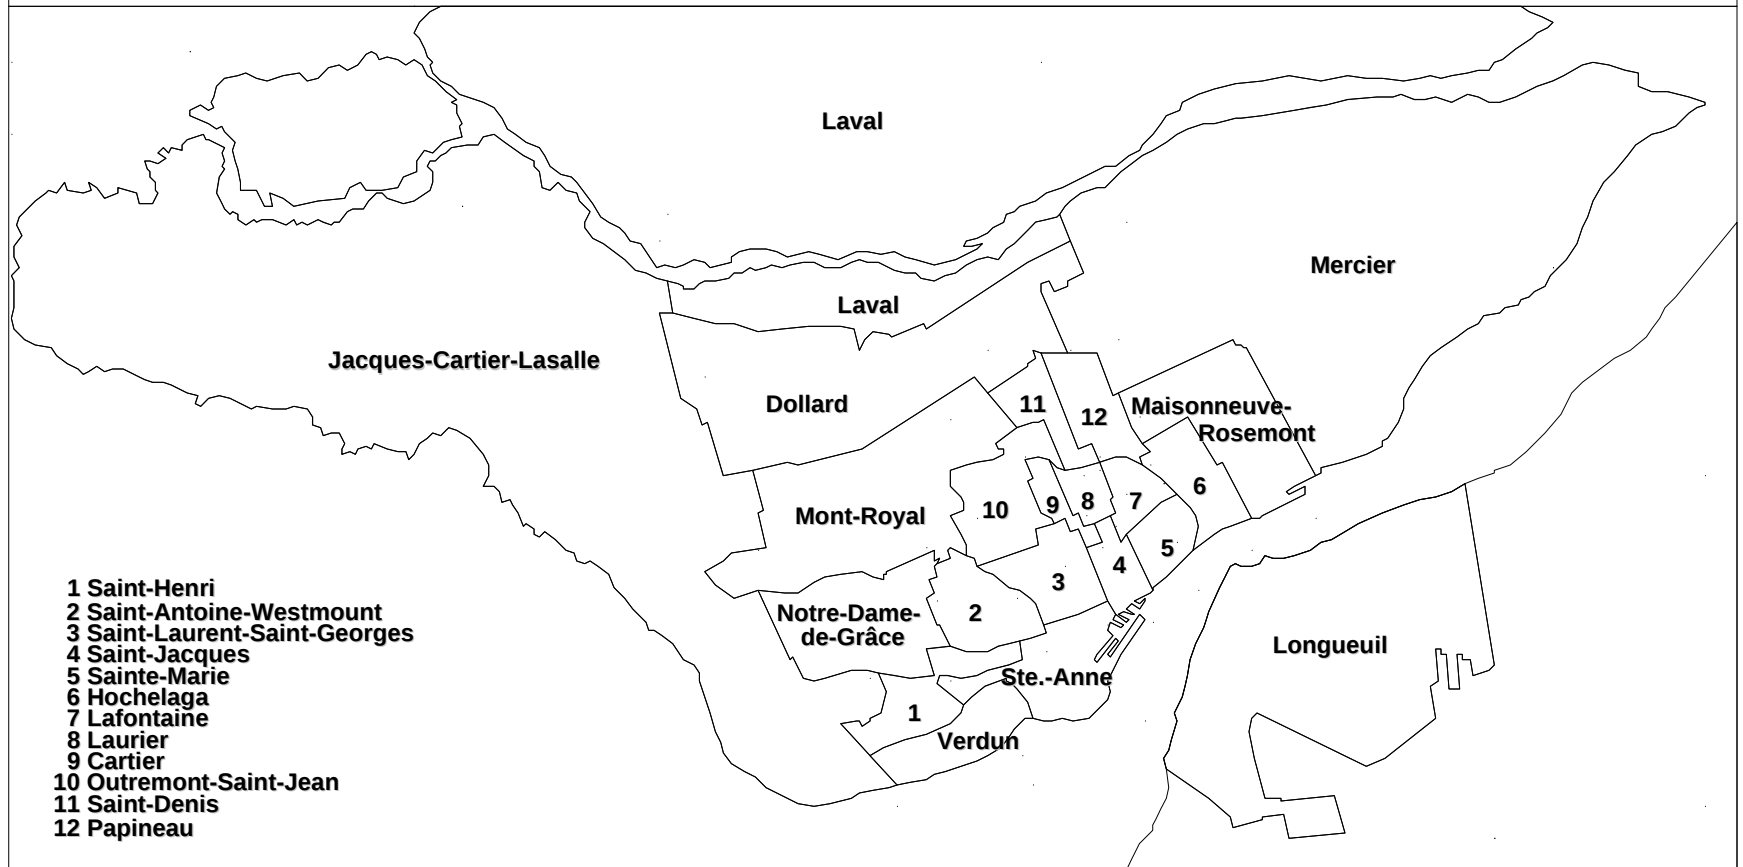 Laval
Mercier
Laval
Jacques-Cartier-Lasalle
Dollard
11
12
Maisonneuve-
Rosemont
6
10
9
8
7
Mont-Royal
5
4
3
2
Notre-Dame-
de-Grâce
Longueuil
Ste.-Anne
1
Verdun
1 Saint-Henri
2 Saint-Antoine-Westmount
3 Saint-Laurent-Saint-Georges
4 Saint-Jacques
5 Sainte-Marie
6 Hochelaga
7 Lafontaine
8 Laurier
9 Cartier
10 Outremont-Saint-Jean
11 Saint-Denis
12 Papineau